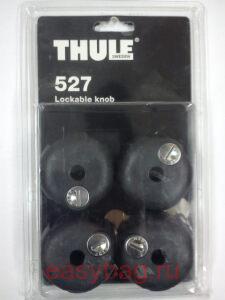 THULE
SWEDEN
527
Lockable knob
easybag.ru